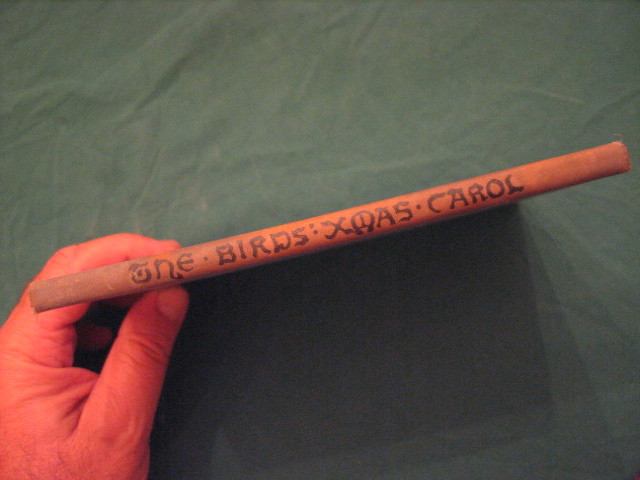 The · BIRDS' · XMAS · CAROL